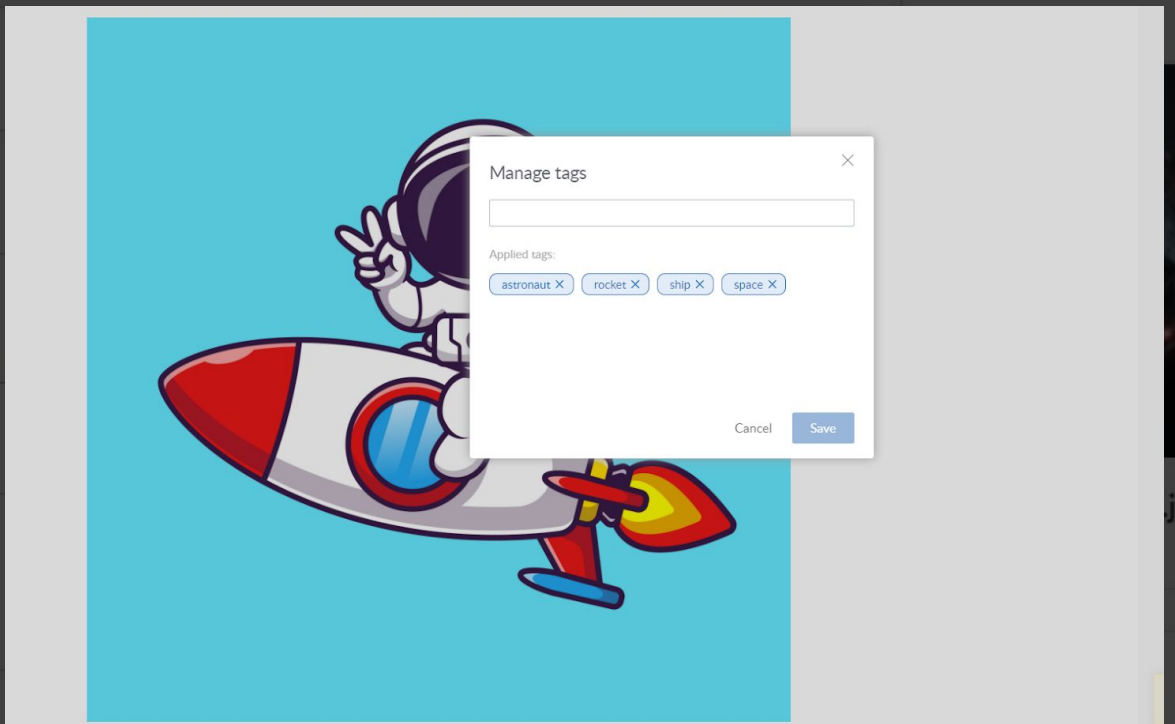 Manage tags
Applied tags:
astronaut × rocket × ship × space ×
Cancel Save